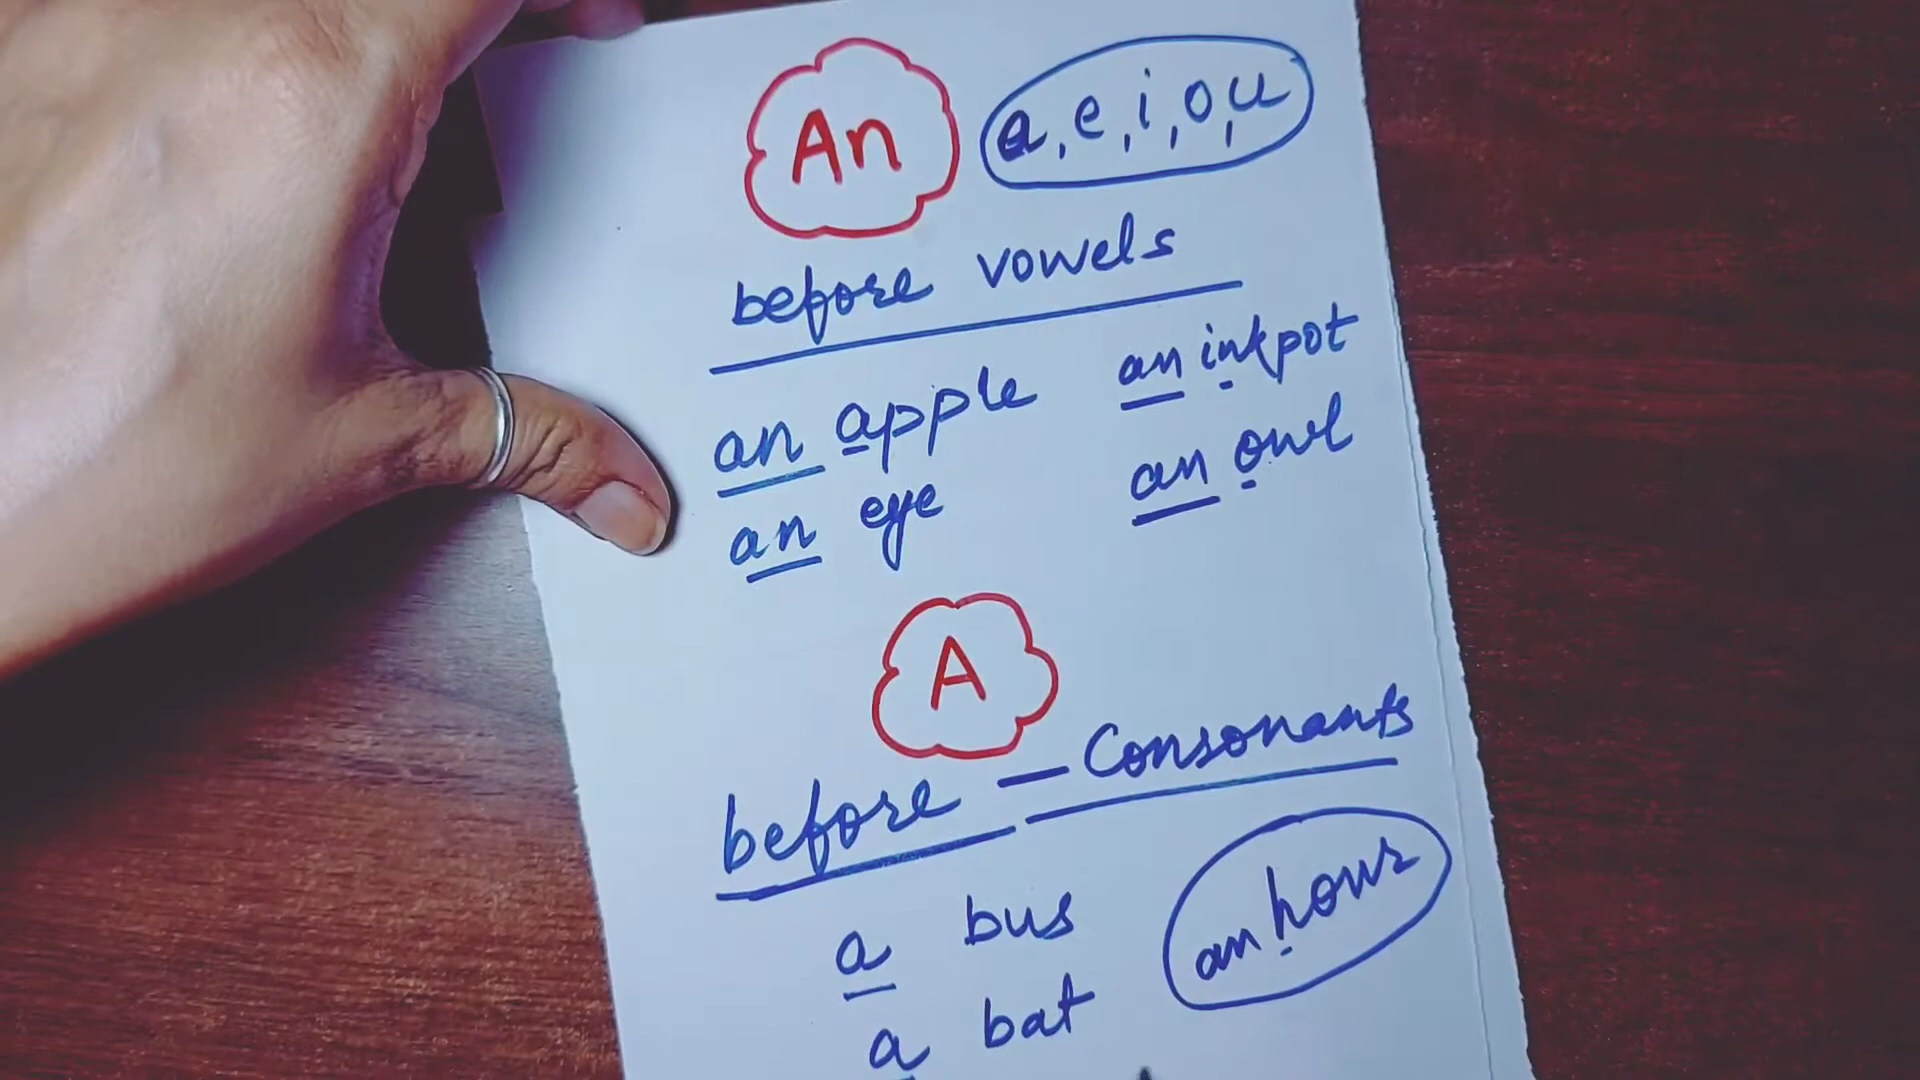 An a, e, i, o, u
before vowels
an apple an inkpot
an eye an owl
A
before - Consonants
a bus an hour
a bat